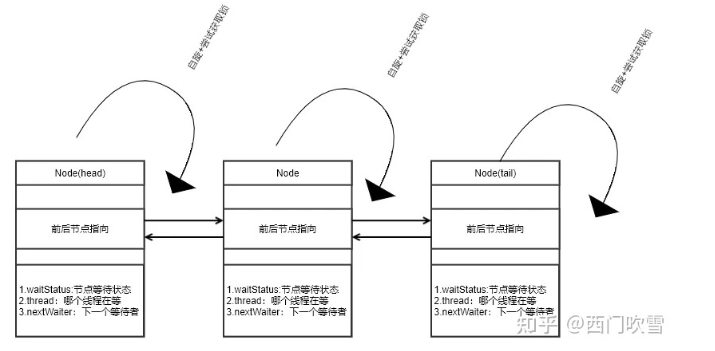 自旋+尝试获取锁
自旋+尝试获取锁
自旋+尝试获取锁
Node(head)
Node
Node(tail)
前后节点指向
前后节点指向
前后节点指向
1.waitStatus:节点等待状态
2.thread：哪个线程在等
3.nextWaiter：下一个等待者
1.waitStatus:节点等待状态
2.thread：哪个线程在等
3.nextWaiter：下一个等待者
1.waitStatus:节点等待状态
2.thread：哪个线程在等
3.nextWaiter：下一个等待者
知乎 @西门吹雪